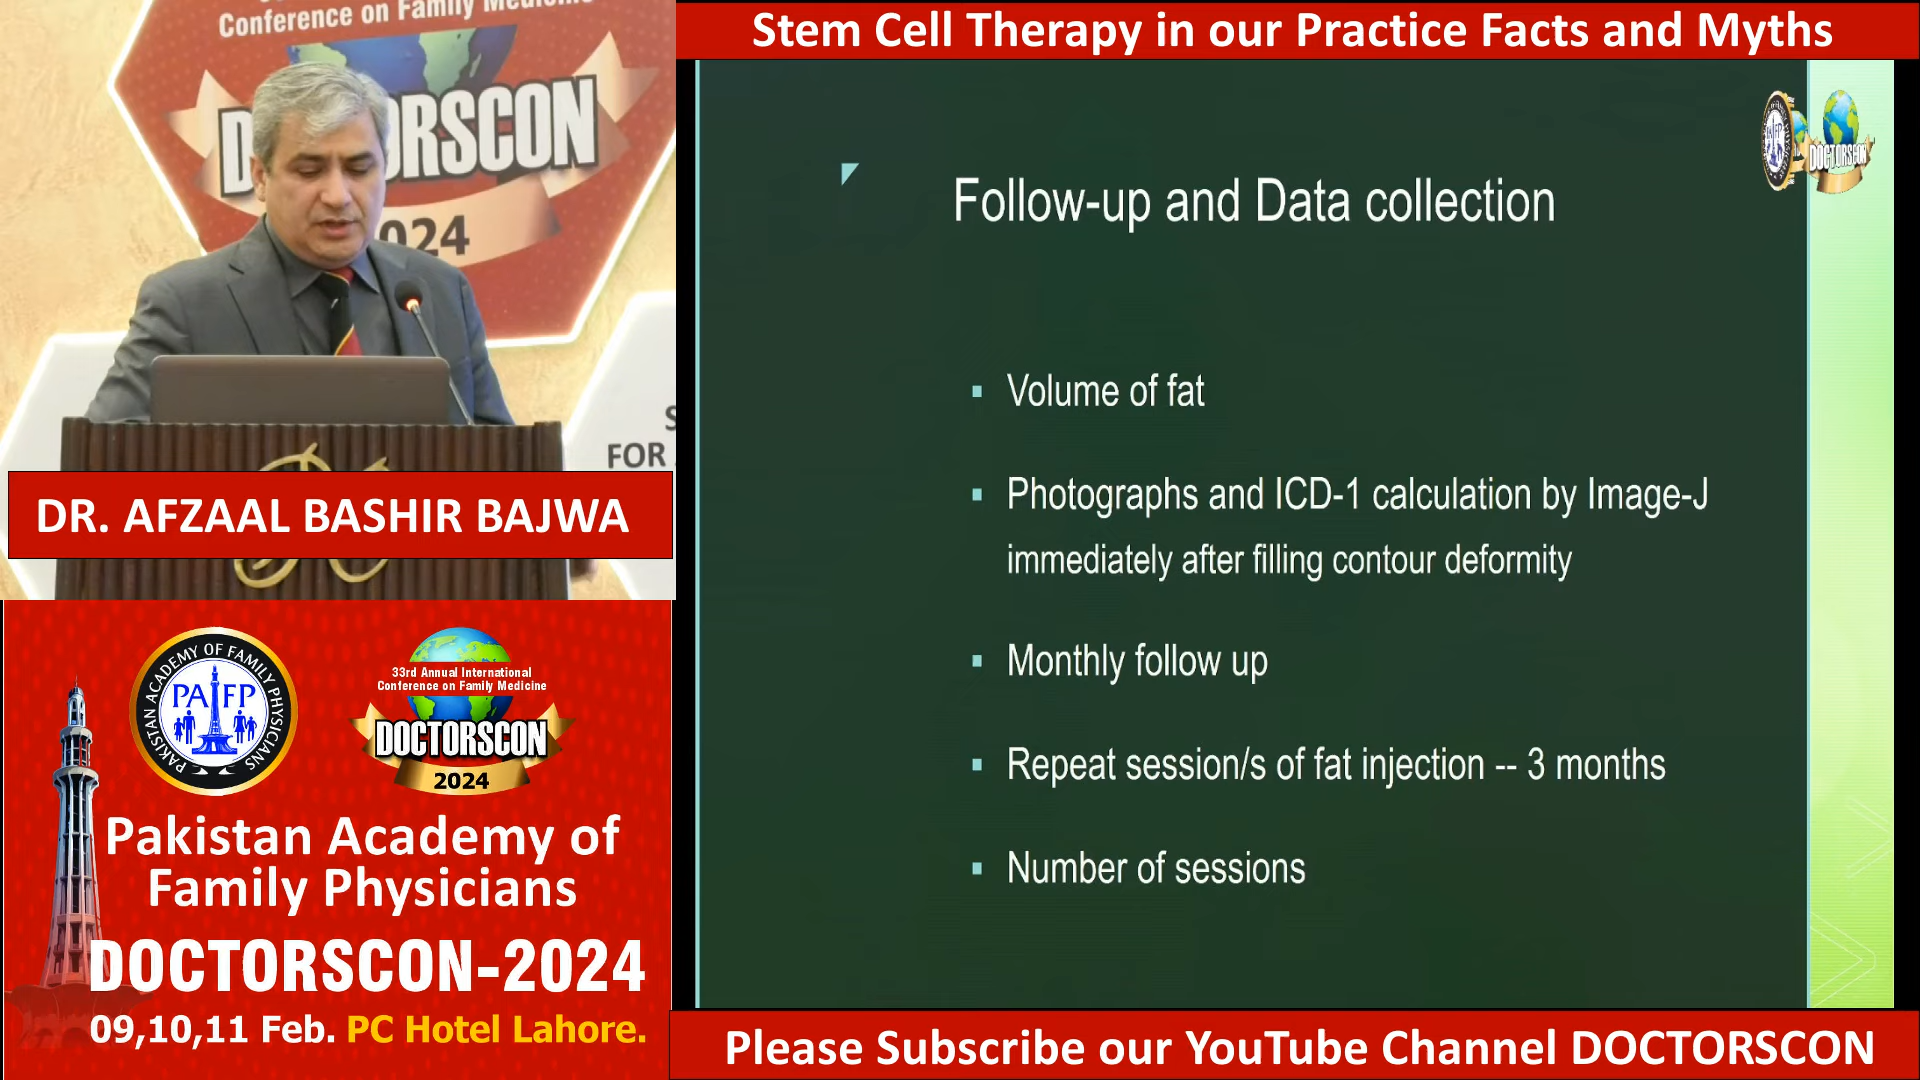 Conference on Family Medicine
DOCTORSCON
2024
FOR
DR. AFZAAL BASHIR BAJWA
PAKISTAN ACADEMY OF FAMILY PHYSICIANS
PAFP
33rd Annual International
Conference on Family Medicine
DOCTORSCON
2024
Pakistan Academy of
Family Physicians
DOCTORSCON-2024
09,10,11 Feb. PC Hotel Lahore.
Stem Cell Therapy in our Practice Facts and Myths
PAFP
DOCTORSCON
Follow-up and Data collection
▪ Volume of fat
▪ Photographs and ICD-1 calculation by Image-J
immediately after filling contour deformity
▪ Monthly follow up
▪ Repeat session/s of fat injection -- 3 months
▪ Number of sessions
Please Subscribe our YouTube Channel DOCTORSCON